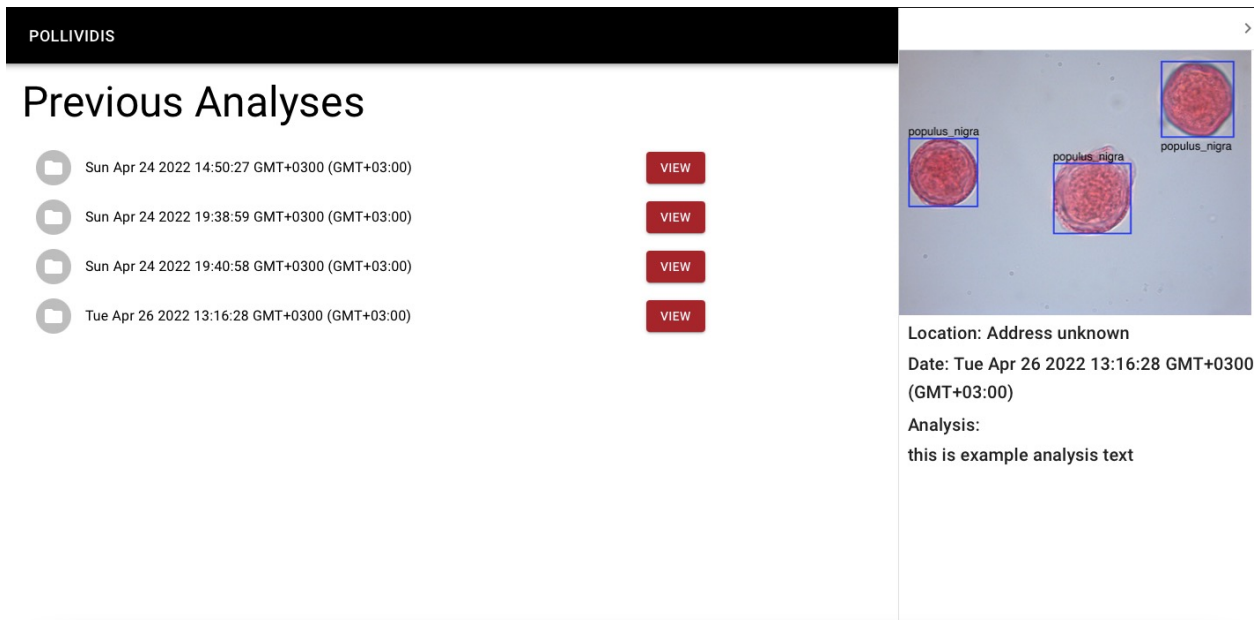 POLLIVIDIS
Previous Analyses
Sun Apr 24 2022 14:50:27 GMT+0300 (GMT+03:00)
VIEW
Sun Apr 24 2022 19:38:59 GMT+0300 (GMT+03:00)
VIEW
Sun Apr 24 2022 19:40:58 GMT+0300 (GMT+03:00)
VIEW
Tue Apr 26 2022 13:16:28 GMT+0300 (GMT+03:00)
VIEW
populus_nigra
populus_nigra
populus_nigra
Location: Address unknown
Date: Tue Apr 26 2022 13:16:28 GMT+0300
(GMT+03:00)
Analysis:
this is example analysis text